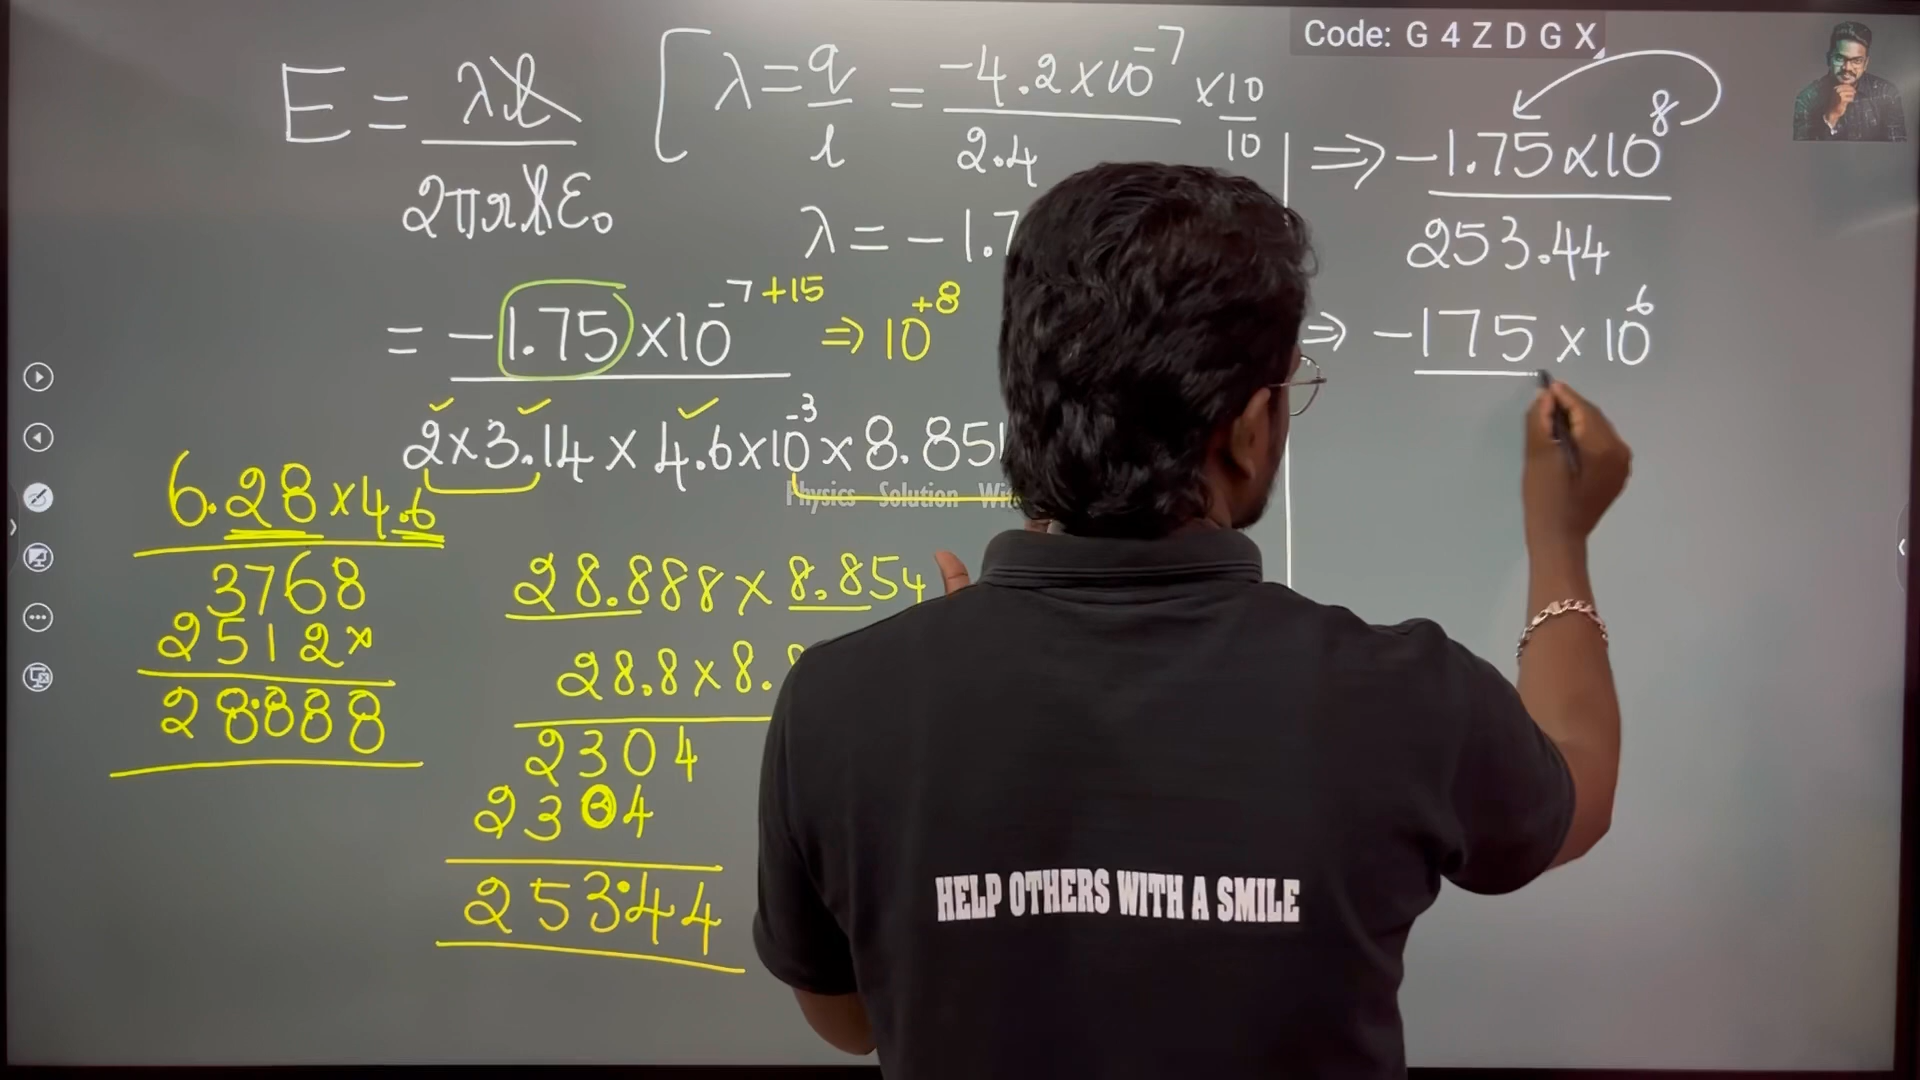 Code: G 4 Z D G X
E = λl / 2πrlε₀
[ λ = q / l = -4.2×10⁻⁷ / 2.4 × 10 / 10
λ = - 1.7
= -1.75 × 10⁻⁷⁺¹⁵ ⇒ 10⁺⁸
2 × 3.14 × 4.6 × 10⁻³ × 8.85
Physics Solution
6.28 × 4.6
3768
2512×
28.888
28.888 × 8.854
28.8 × 8.
2304
2304
253.44
⇒ -1.75 × 10⁸
253.44
⇒ -175 × 10⁶
HELP OTHERS WITH A SMILE